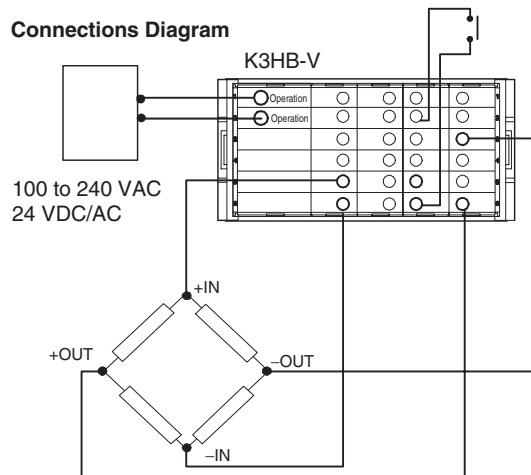 Connections Diagram
K3HB-V
Operation
Operation
100 to 240 VAC
24 VDC/AC
+IN
+OUT
−OUT
−IN